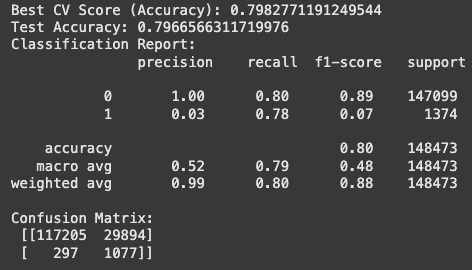 Best CV Score (Accuracy): 0.7982771191249544
Test Accuracy: 0.7966566311719976
Classification Report:
              precision    recall  f1-score   support

           0       1.00      0.80      0.89    147099
           1       0.03      0.78      0.07      1374

    accuracy                           0.80    148473
   macro avg       0.52      0.79      0.48    148473
weighted avg       0.99      0.80      0.88    148473

Confusion Matrix:
 [[117205  29894]
 [   297   1077]]